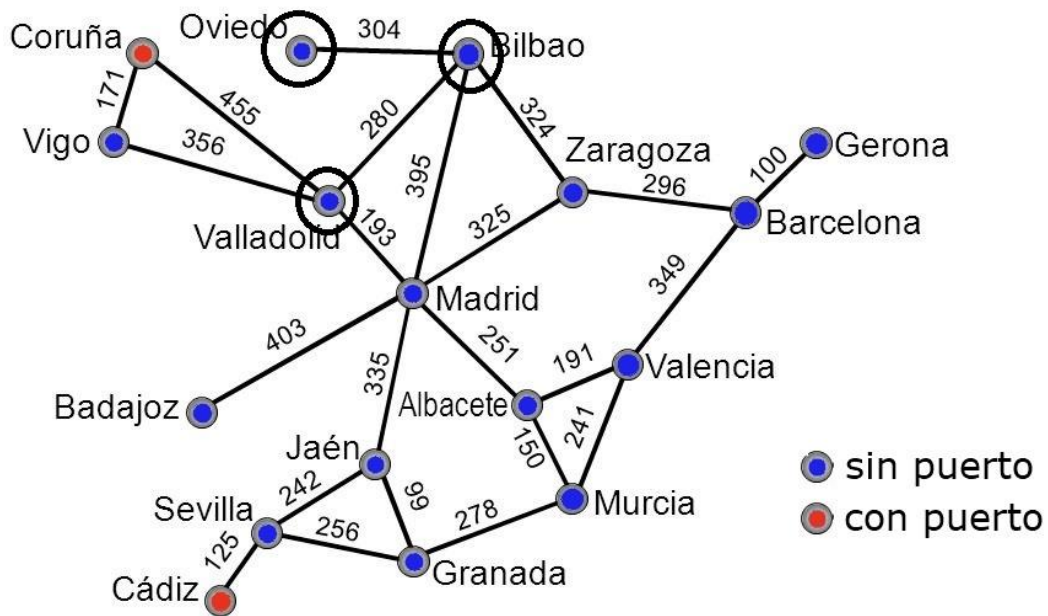 Oviedo
304
Bilbao
Coruña
171
455
280
324
Vigo
356
395
Zaragoza
Gerona
100
296
Valladolid
193
325
Barcelona
Madrid
349
403
251
335
191
Valencia
Badajoz
Albacete
241
150
Jaén
242
99
sin puerto
Sevilla
256
278
Murcia
con puerto
125
Granada
Cádiz